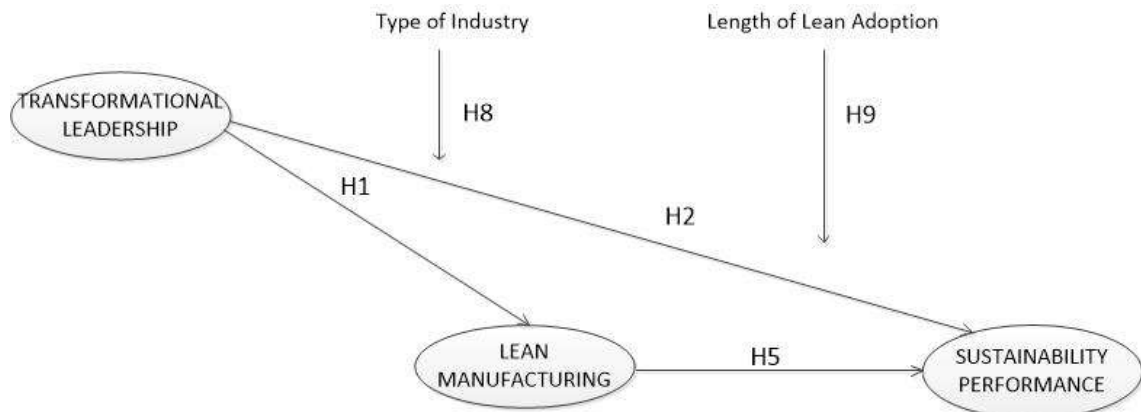 Type of Industry
Length of Lean Adoption
TRANSFORMATIONAL
LEADERSHIP
H8
H9
H1
H2
LEAN
MANUFACTURING
H5
SUSTAINABILITY
PERFORMANCE